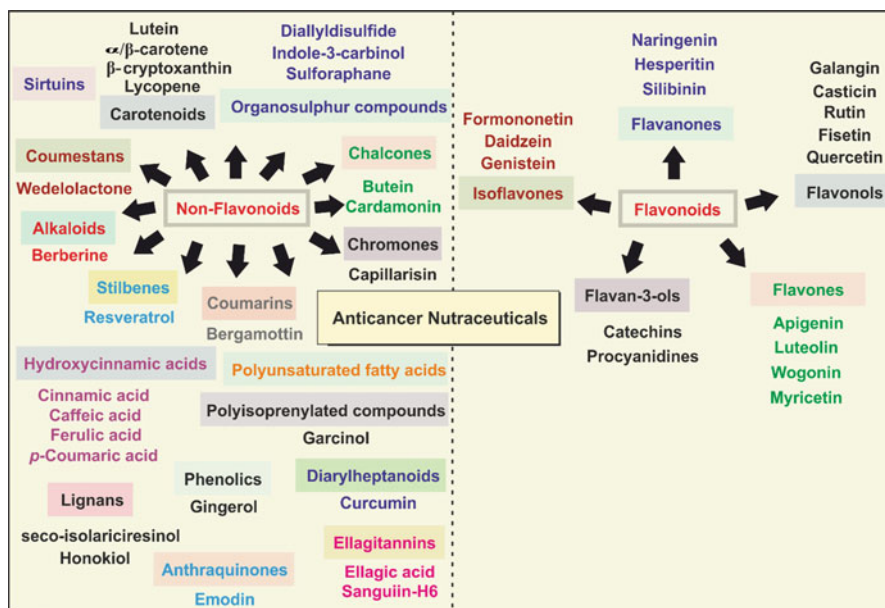 Lutein
α/β-carotene
β-cryptoxanthin
Lycopene
Carotenoids
Sirtuins
Diallyldisulfide
Indole-3-carbinol
Sulforaphane
Organosulphur compounds
Coumestans
Wedelolactone
Chalcones
Butein
Cardamonin
Non-Flavonoids
Alkaloids
Berberine
Chromones
Capillarisin
Stilbenes
Resveratrol
Coumarins
Bergamottin
Anticancer Nutraceuticals
Hydroxycinnamic acids
Cinnamic acid
Caffeic acid
Ferulic acid
p-Coumaric acid
Polyunsaturated fatty acids
Polyisoprenylated compounds
Garcinol
Lignans
seco-isolariciresinol
Honokiol
Phenolics
Gingerol
Diarylheptanoids
Curcumin
Anthraquinones
Emodin
Ellagitannins
Ellagic acid
Sanguiin-H6
Naringenin
Hesperitin
Silibinin
Flavanones
Formononetin
Daidzein
Genistein
Isoflavones
Galangin
Casticin
Rutin
Fisetin
Quercetin
Flavonols
Flavonoids
Flavan-3-ols
Catechins
Procyanidines
Flavones
Apigenin
Luteolin
Wogonin
Myricetin